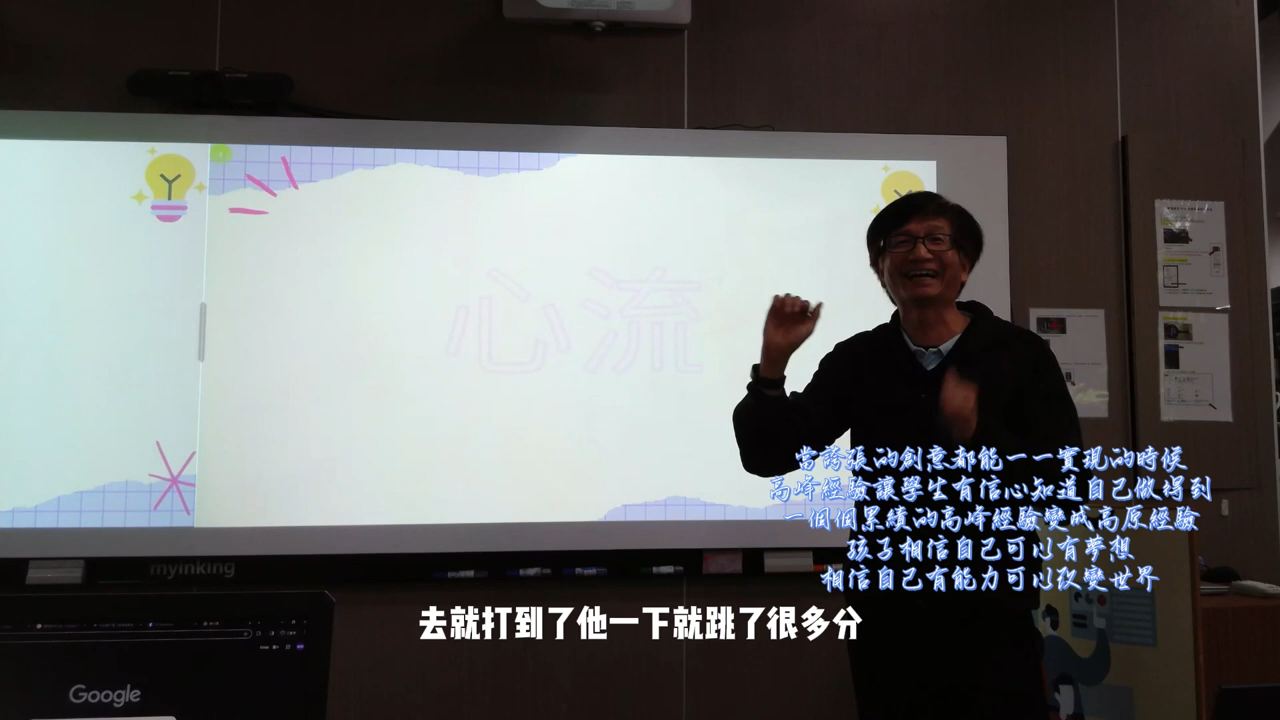 心流
當誇張的創意都能一一實現的時候
高峰經驗讓學生有信心知道自己做得到
一個個累績的高峰經驗變成高原經驗
孩子相信自己可以有夢想
相信自己有能力可以改變世界
myinking
去就打到了他一下就跳了很多分
Google